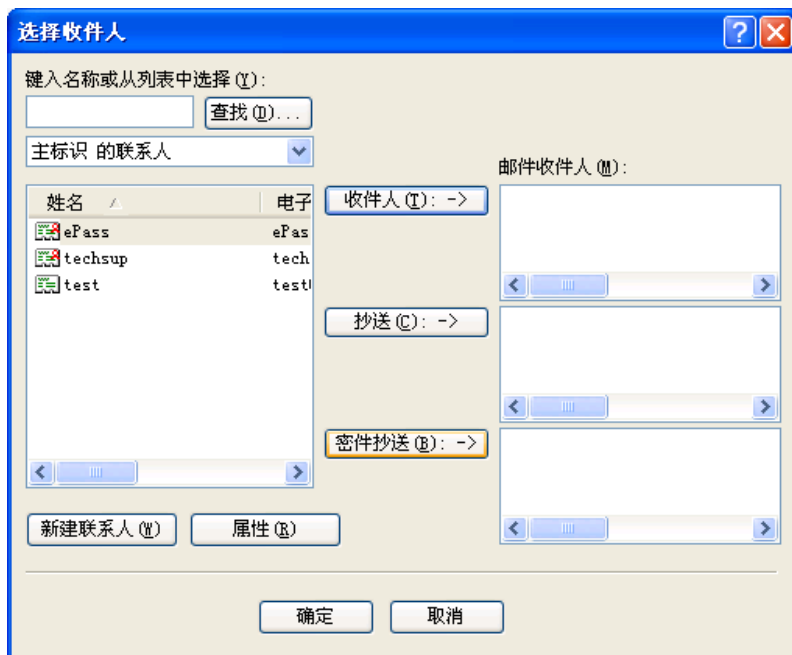 选择收件人
键入名称或从列表中选择(Y):
查找(D)...
主标识 的联系人
邮件收件人(M):
姓名 电子
收件人(T): ->
ePass ePas
techsup tech
test test
抄送(C): ->
密件抄送(B): ->
新建联系人(W) 属性(R)
确定 取消